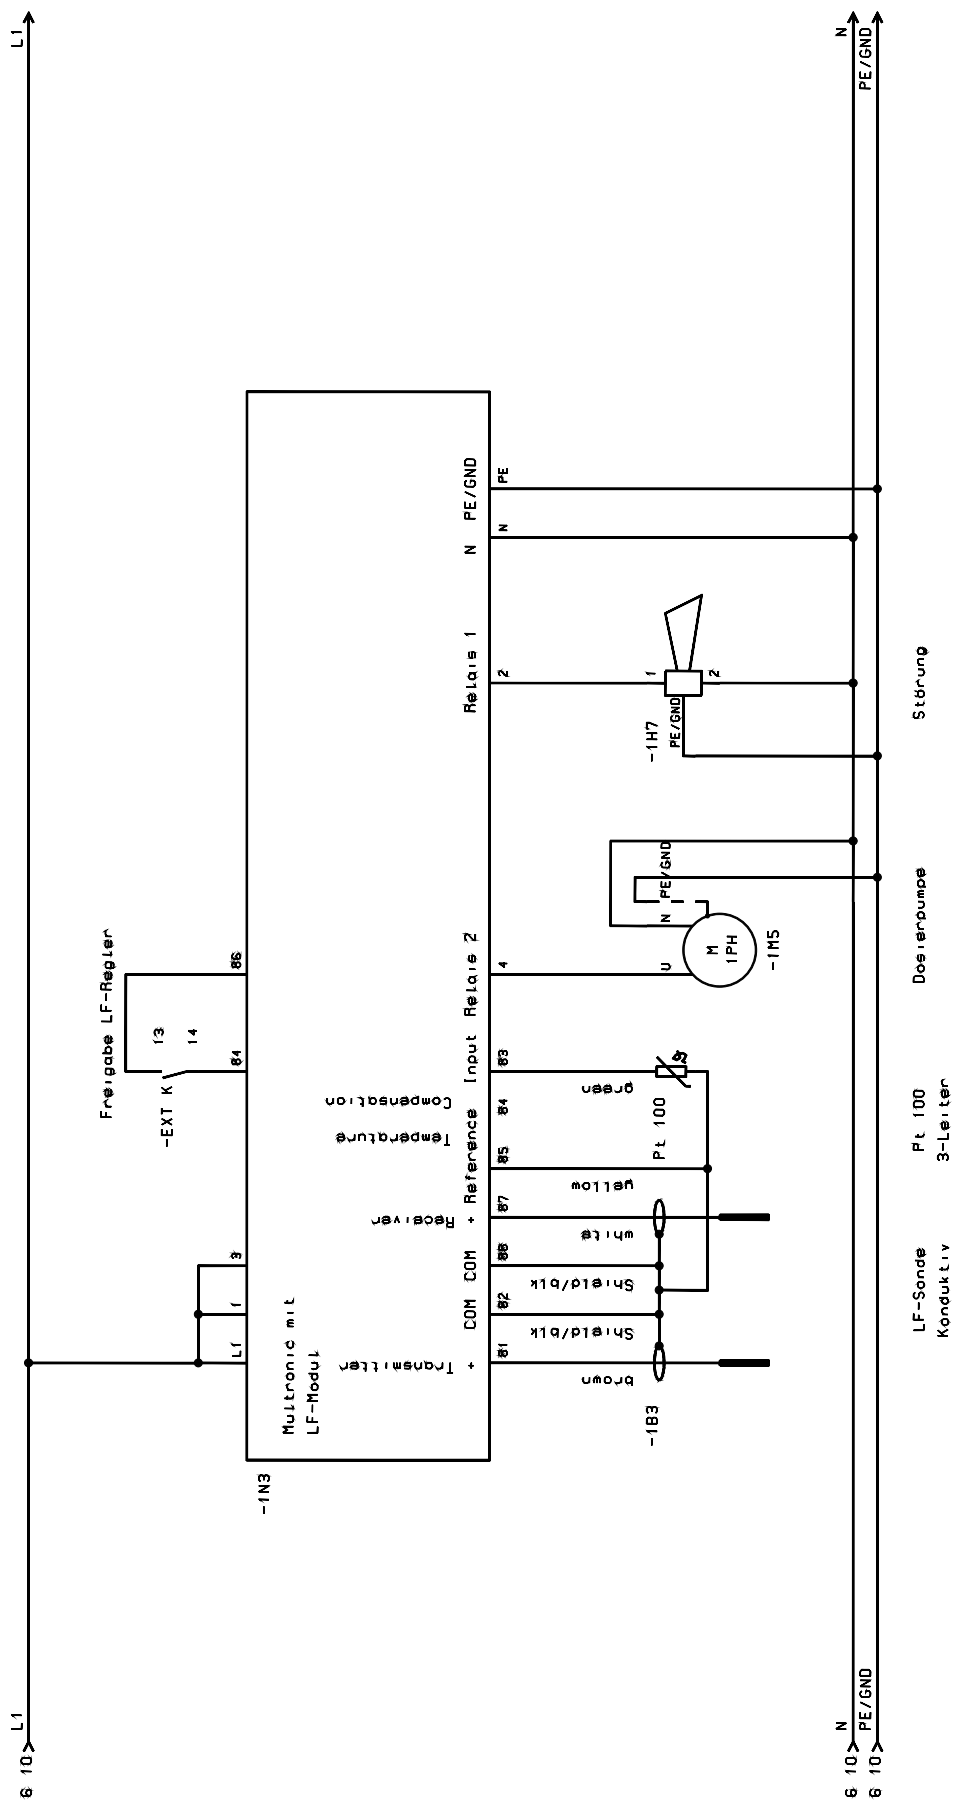 6 10
L1
L1
Freigabe LF-Regler
-EXT K
13
14
L1
1
3
84
86
-1N3
Multronic mit
LF-Modul
Transmitter
Receiver
Temperature
Compensation
+
COM
COM
+
Reference
Input
Relais 2
Relais 1
N
PE/GND
81
82
88
87
85
84
83
4
2
N
PE
brown
Shield/blk
Shield/blk
white
yellow
green
-1B3
Pt 100
U
N
PE/GND
M
1PH
-1M5
-1H7
PE/GND
1
2
6 10
N
N
6 10
PE/GND
PE/GND
LF-Sonde
Konduktiv
Pt 100
3-Leiter
Dosierpumpe
Störung